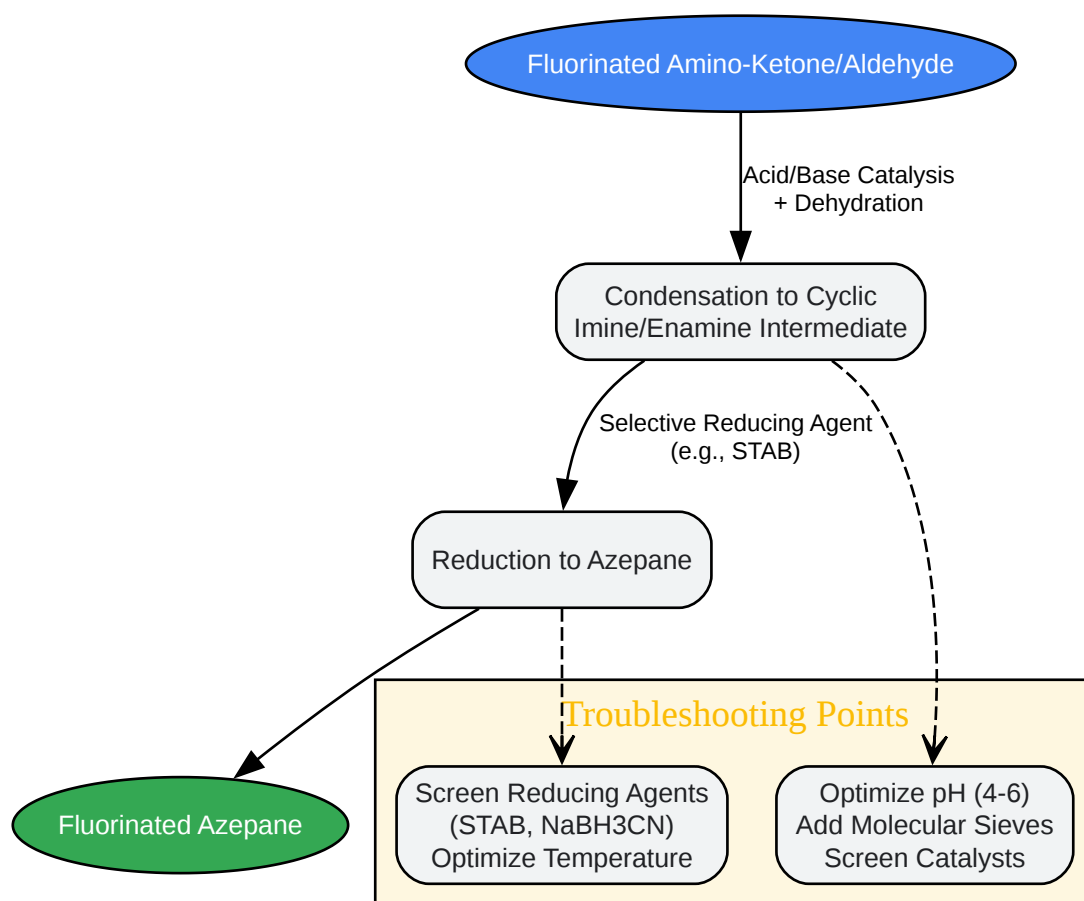 Fluorinated Amino-Ketone/Aldehyde
Acid/Base Catalysis
+ Dehydration
Condensation to Cyclic
Imine/Enamine Intermediate
Selective Reducing Agent
(e.g., STAB)
Reduction to Azepane
Troubleshooting Points
Fluorinated Azepane
Screen Reducing Agents
(STAB, NaBH3CN)
Optimize Temperature
Optimize pH (4-6)
Add Molecular Sieves
Screen Catalysts